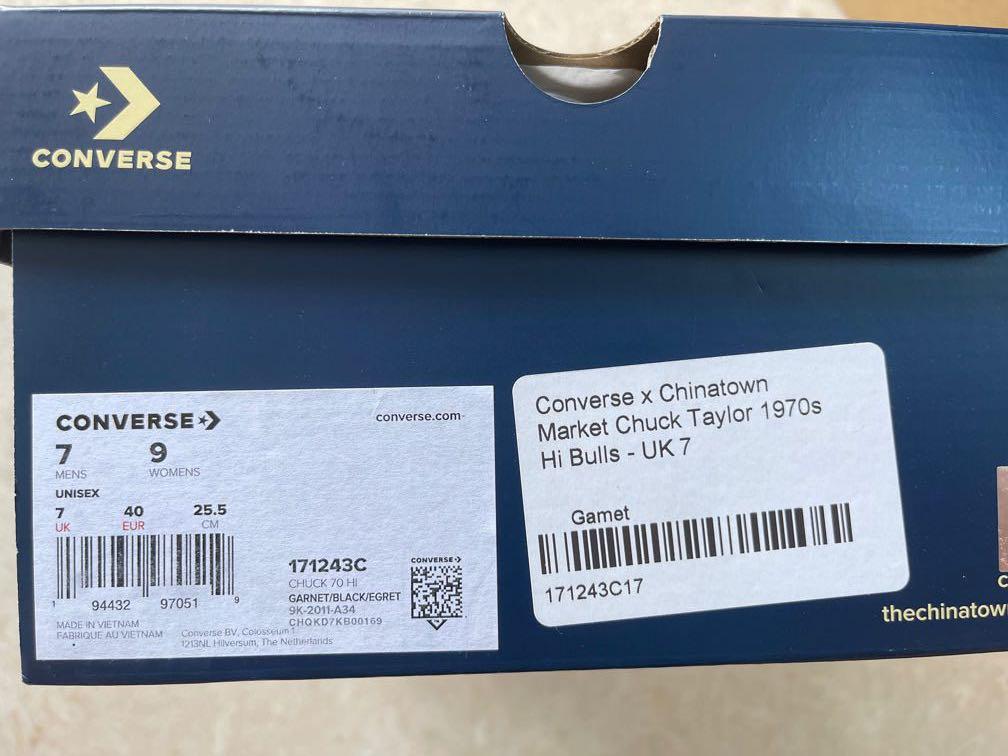 CONVERSE
CONVERSE
converse.com
7 9
MENS WOMENS
UNISEX
7 40 25.5
UK EUR CM
1 94432 97051 9
MADE IN VIETNAM
FABRIQUE AU VIETNAM
Converse BV, Colosseum 1
1213NL Hilversum, The Netherlands
171243C
CHUCK 70 HI
GARNET/BLACK/EGRET
9K-2011-A34
CHQKD7KB00169
CONVERSE
Converse x Chinatown
Market Chuck Taylor 1970s
Hi Bulls - UK 7
Garnet
171243C17
C
thechinatow